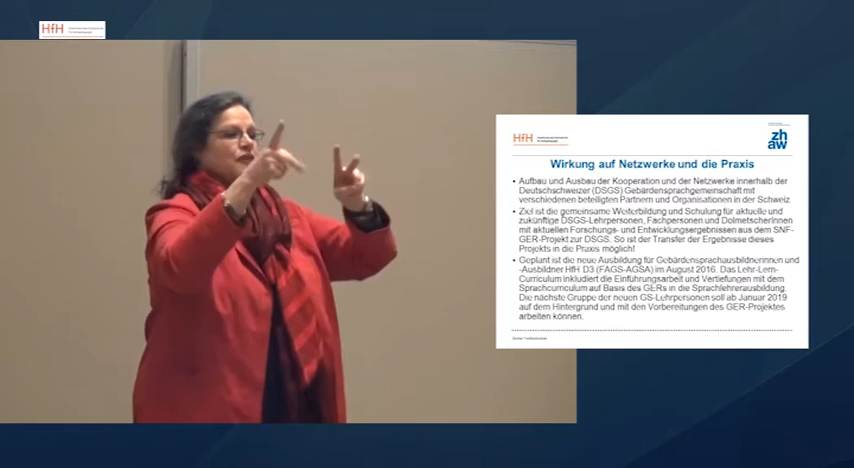 HfH
HfH
zh
aw
Wirkung auf Netzwerke und die Praxis
• Aufbau und Ausbau der Kooperation und der Netzwerke innerhalb der
Deutschschweizer (DSGS) Gebärdensprachgemeinschaft mit
verschiedenen beteiligten Partnern und Organisationen in der Schweiz
• Ziel ist die gemeinsame Weiterbildung und Schulung für aktuelle und
zukünftige DSGS-Lehrpersonen, Fachpersonen und DolmetscherInnen
mit aktuellen Forschungs- und Entwicklungsergebnissen aus dem SNF-
GER-Projekt zur DSGS. So ist der Transfer der Ergebnisse dieses
Projekts in die Praxis möglich!
• Geplant ist die neue Ausbildung für Gebärdensprachausbildnerinnen und
-Ausbildner HfH D3 (FAGS-AGSA) im August 2016. Das Lehr-Lern-
Curriculum inkludiert die Einführungsarbeit und Vertiefungen mit dem
Sprachcurriculum auf Basis des GERs in die Sprachlehrerausbildung.
Die nächste Gruppe der neuen GS-Lehrpersonen soll ab Januar 2019
auf dem Hintergrund und mit den Vorbereitungen des GER-Projektes
arbeiten können.